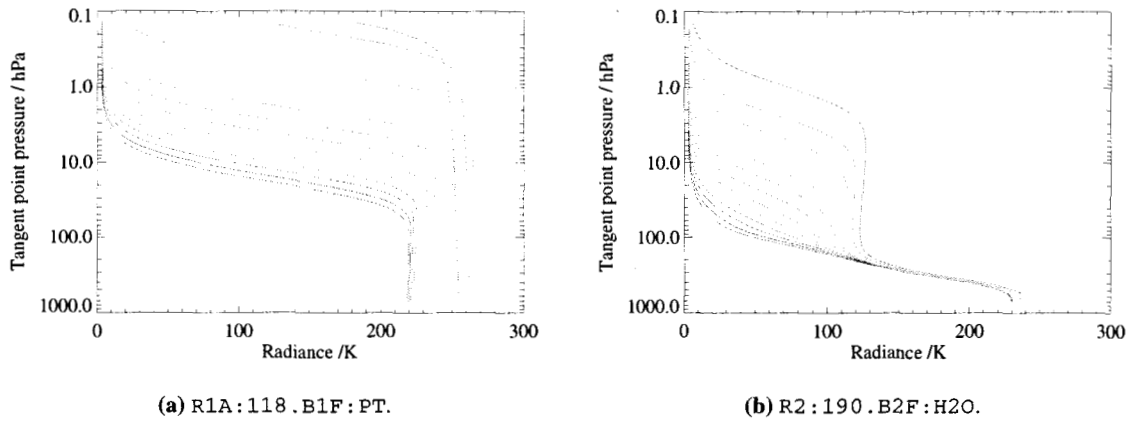 0.1
1.0
10.0
100.0
1000.0
Tangent point pressure / hPa
0 100 200 300
Radiance /K
(a) R1A:118.B1F:PT.
0.1
1.0
10.0
100.0
1000.0
Tangent point pressure / hPa
0 100 200 300
Radiance /K
(b) R2:190.B2F:H2O.